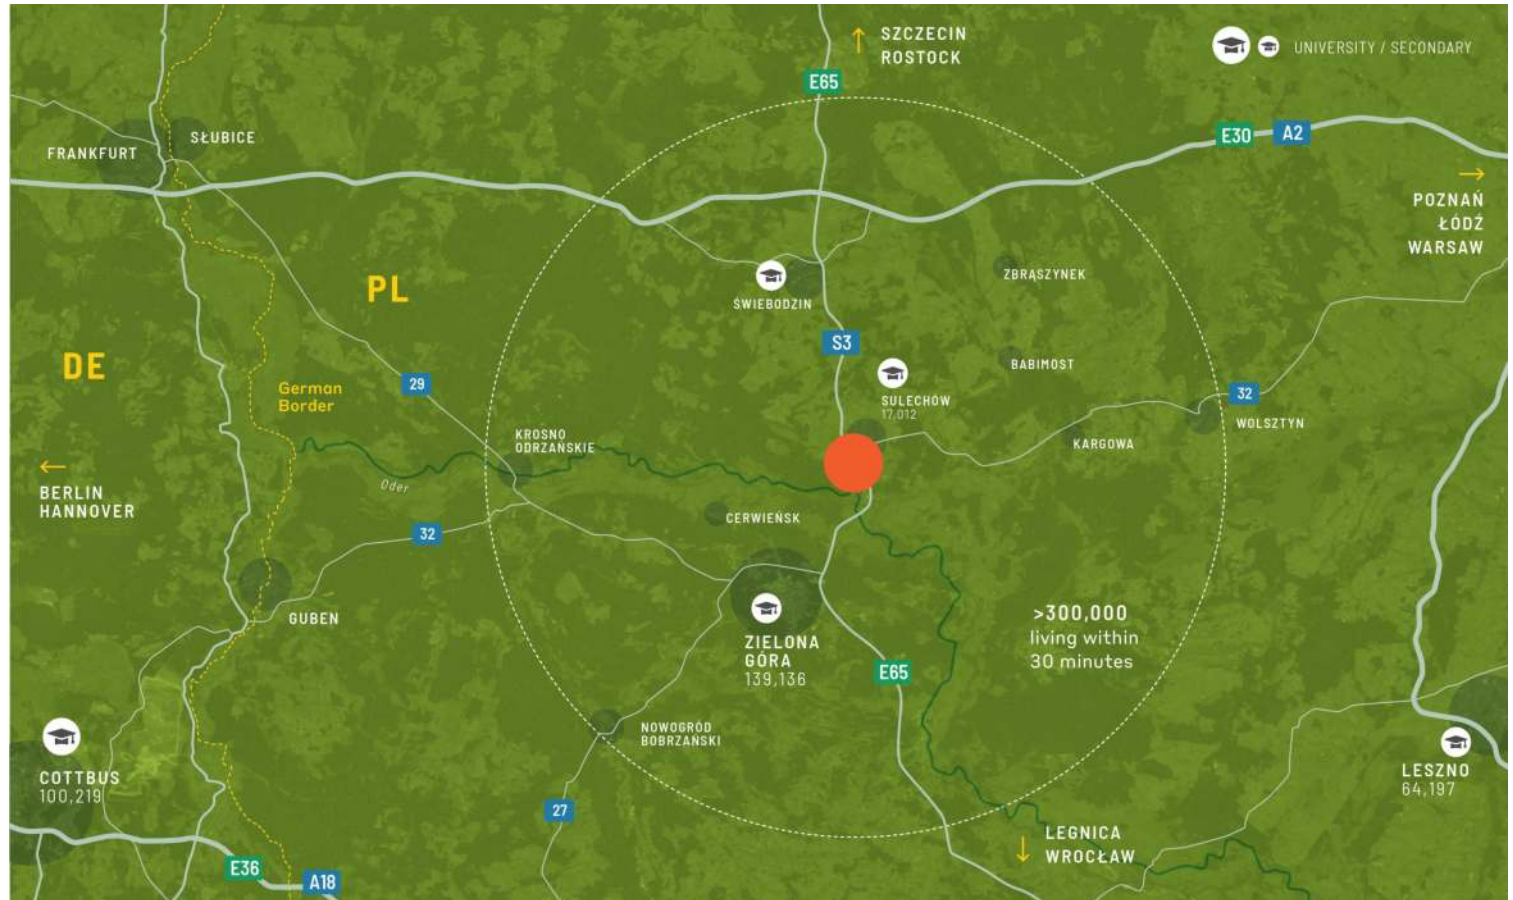 SZCZECIN
ROSTOCK
UNIVERSITY / SECONDARY
E65
E30
A2
SŁUBICE
FRANKFURT
POZNAŃ
ŁÓDŹ
WARSAW
ZBRĄSZYNEK
PL
ŚWIEBODZIN
S3
DE
BABIMOST
29
German
Border
SULECHÓW
17,012
32
WOLSZTYN
KROSNO
ODRZAŃSKIE
KARGOWA
BERLIN
HANNOVER
Oder
CERWIEŃSK
32
GUBEN
>300,000
living within
30 minutes
ZIELONA
GÓRA
139,136
E65
NOWOGRÓD
BOBRZAŃSKI
COTTBUS
100,219
LESZNO
64,197
27
LEGNICA
WROCŁAW
E36
A18